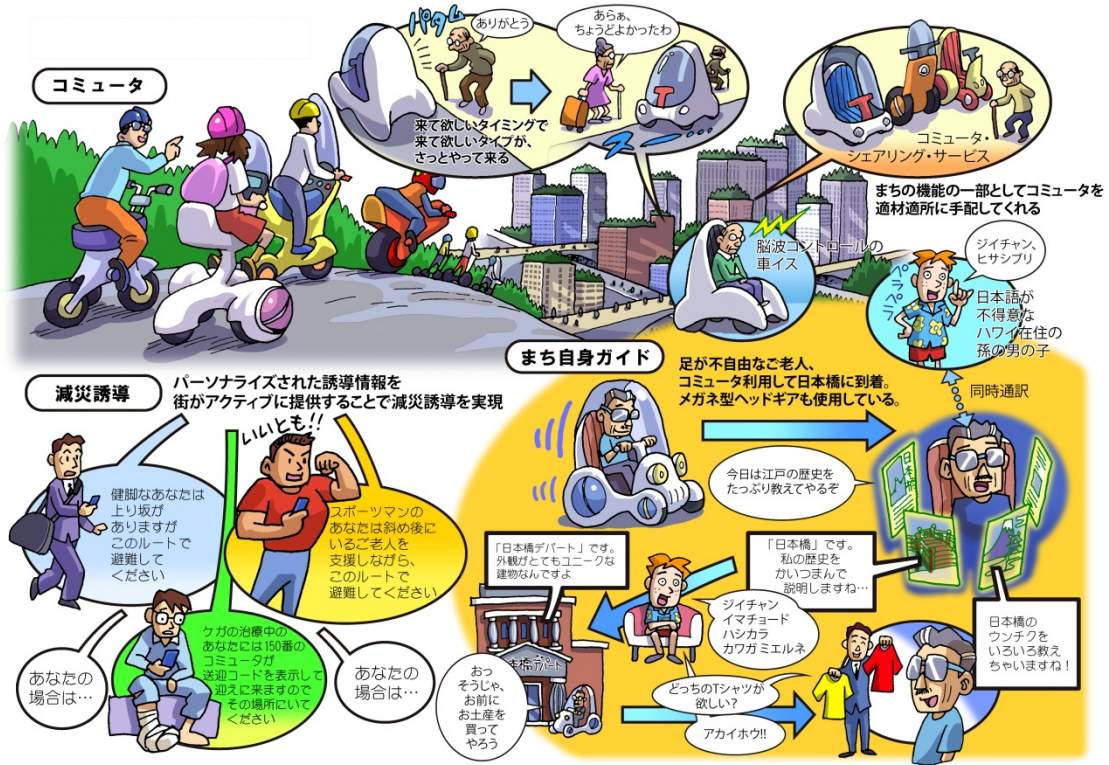 コミュータ
パタム
ありがとう
あらぁ、
ちょうどよかったわ
来て欲しいタイミングで
来て欲しいタイプが、
さっとやって来る
スー…
コミュータ・
シェアリング・サービス
まちの機能の一部としてコミュータを
適材適所に手配してくれる
脳波コントロールの
車イス
ジイチャン、
ヒサシブリ
ペラペラペラ
日本語が
不得意な
ハワイ在住の
孫の男の子
同時通訳
減災誘導
パーソナライズされた誘導情報を
街がアクティブに提供することで減災誘導を実現
いいとも!!
健脚なあなたは
上り坂が
ありますが
このルートで
避難して
ください
スポーツマンの
あなたは斜め後に
いるご老人を
支援しながら、
このルートで
避難してください
あなたの
場合は…
ケガの治療中の
あなたには150番の
コミュータが
送迎コードを表示して
迎えに来ますので
その場所にいて
ください
あなたの
場合は…
まち自身ガイド
足が不自由なご老人、
コミュータ利用して日本橋に到着。
メガネ型ヘッドギアも使用している。
今日は江戸の歴史を
たっぷり教えてやるぞ
日本橋
「日本橋」です。
私の歴史を
かいつまんで
説明しますね…
日本橋の
ウンチクを
いろいろ教え
ちゃいますね！
「日本橋デパート」です。
外観がとてもユニークな
建物なんですよ
ジイチャン
イマチョード
ハシカラ
カワガミエルネ
日本橋デパート
おっ
そうじゃ、
お前に
お土産を
買って
やろう
どっちのTシャツが
欲しい？
アカイホウ!!